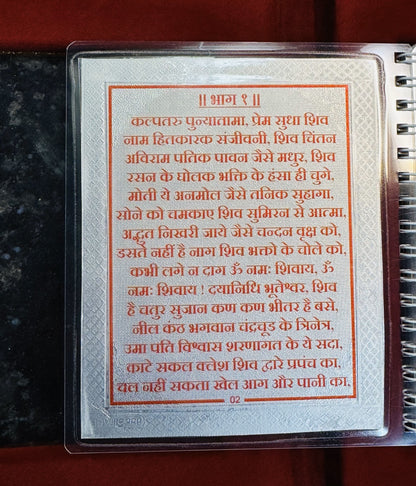 || भाग १ ||
कल्पतरु पुन्यातामा, प्रेम सुधा शिव
नाम हितकारक संजीवनी, शिव चिंतन
अविराम पतिक पावन जैसे मधुर, शिव
रसन के घोलक भक्ति के हंसा ही चुगे,
मोती ये अनमोल जैसे तनिक सुहागा,
सोने को चमकाए शिव सुमिरन से आत्मा,
अद्भुत निखरी जाये जैसे चन्दन वृक्ष को,
डसते नहीं है नाग शिव भक्तो के चोले को,
कभी लगे न दाग ॐ नमः शिवाय, ॐ
नमः शिवाय ! दयानिधि भूतेश्वर, शिव
है चतुर सुजान कण कण भीतर है बसे,
नील कंठ भगवान चंद्रचूड के त्रिनेत्र,
उमा पति विश्वास शरणागत के ये सदा,
काटे सकल क्लेश शिव द्वारे प्रपंच का,
चल नहीं सकता खेल आग और पानी का,
02